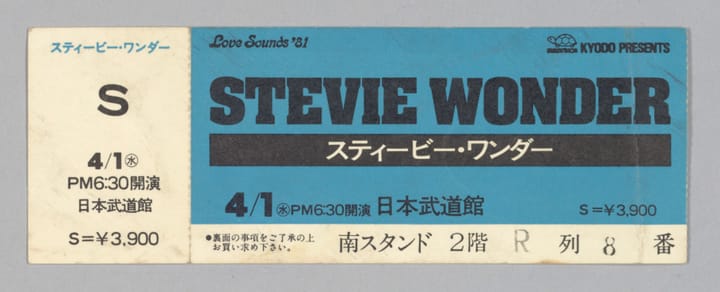 スティービー・ワンダー
S
4/1㊌
PM6:30開演
日本武道館
S=¥3,900
Love Sounds '81
KYODO PRESENTS
STEVIE WONDER
スティービー・ワンダー
4/1㊌PM6:30開演 日本武道館 S=¥3,900
●裏面の事項をご了承の上
お買い求め下さい。
南スタンド 2階 R 列 8 番